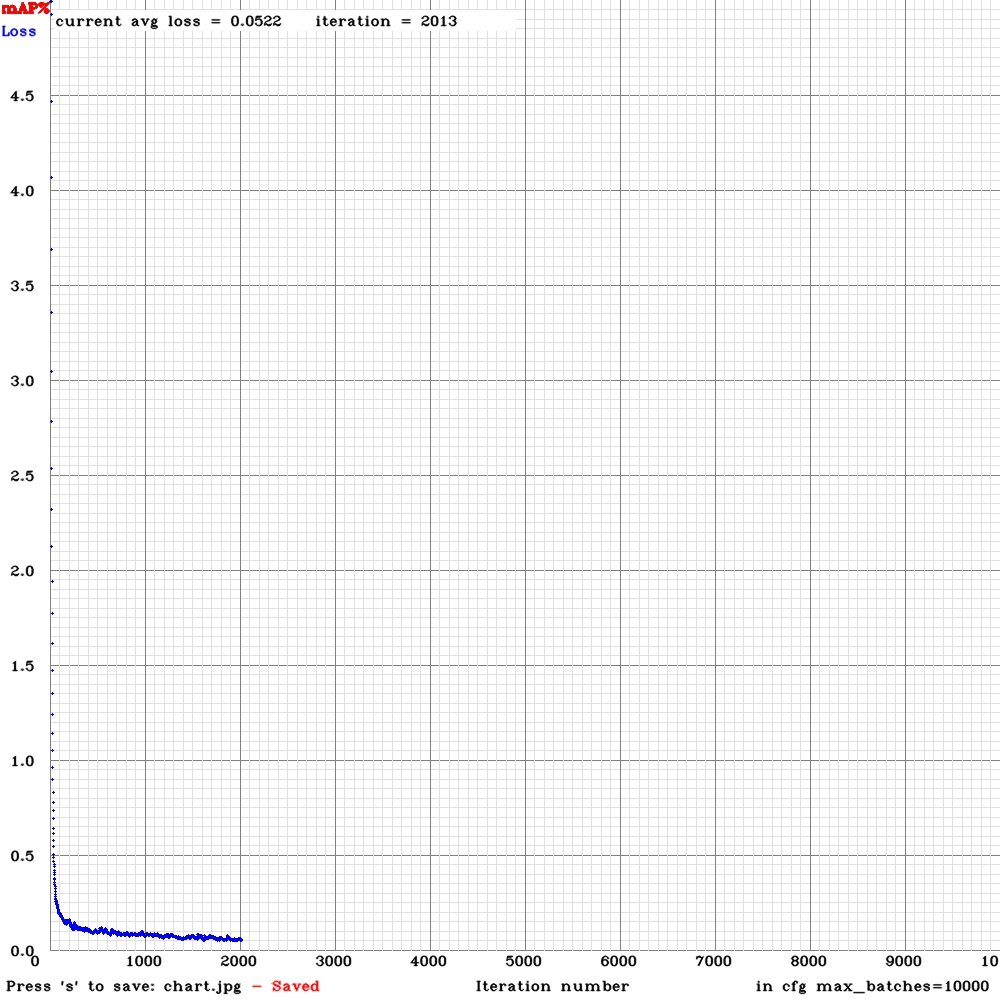 mAP%
current avg loss = 0.0522    iteration = 2013
Loss
4.5
4.0
3.5
3.0
2.5
2.0
1.5
1.0
0.5
0.0
0 1000 2000 3000 4000 5000 6000 7000 8000 9000 10
Press 's' to save: chart.jpg - Saved    Iteration number    in cfg max_batches=10000